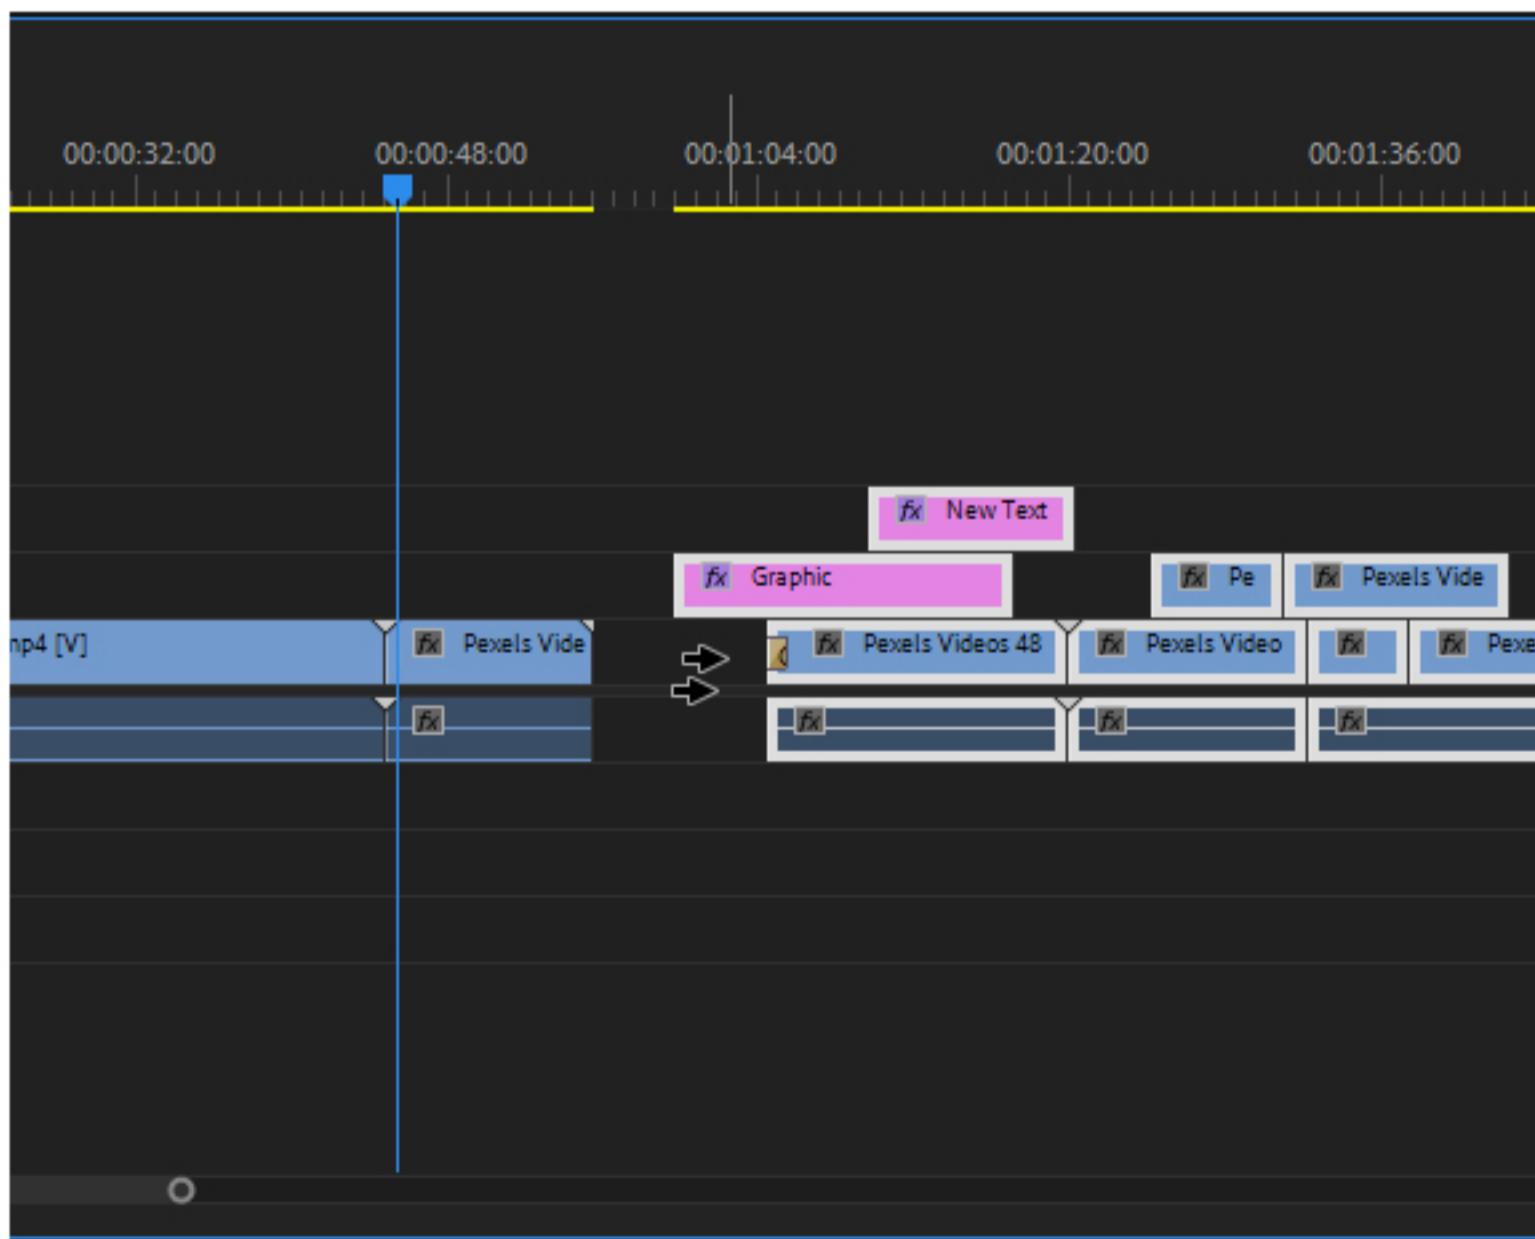 00:00:32:00 00:00:48:00 00:01:04:00 00:01:20:00 00:01:36:00
fx New Text
fx Graphic fx Pe fx Pexels Vide
np4 [V] fx Pexels Vide fx Pexels Videos 48 fx Pexels Video fx fx Pexe
fx fx fx fx